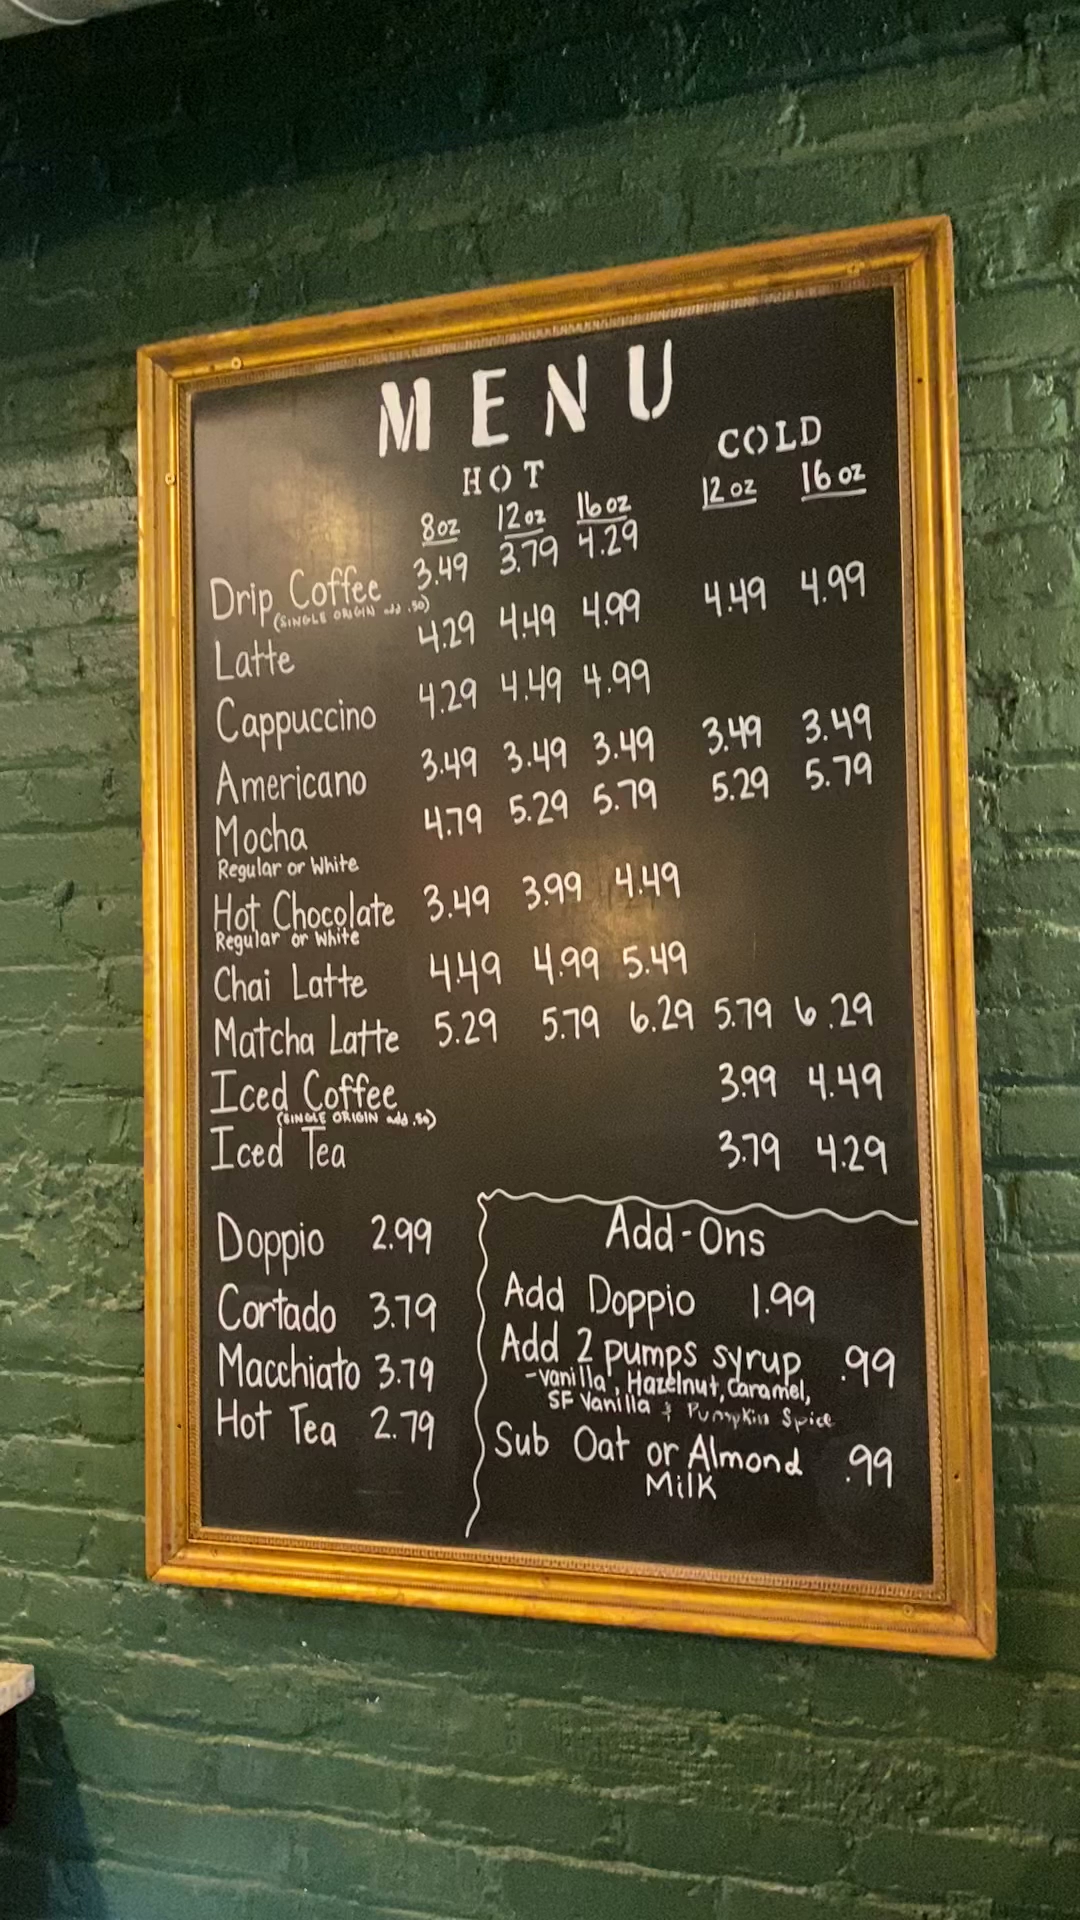 MENU
HOT COLD
8oz 12oz 16oz 12oz 16oz
Drip Coffee 3.49 3.79 4.29
(SINGLE ORIGIN add .50)
Latte 4.29 4.49 4.99 4.49 4.99
Cappuccino 4.29 4.49 4.99
Americano 3.49 3.49 3.49 3.49 3.49
Mocha 4.79 5.29 5.79 5.29 5.79
Regular or White
Hot Chocolate 3.49 3.99 4.49
Regular or White
Chai Latte 4.49 4.99 5.49
Matcha Latte 5.29 5.79 6.29 5.79 6.29
Iced Coffee 3.99 4.49
(SINGLE ORIGIN add .50)
Iced Tea 3.79 4.29
Doppio 2.99
Cortado 3.79
Macchiato 3.79
Hot Tea 2.79
Add-Ons
Add Doppio 1.99
Add 2 pumps syrup .99
-Vanilla, Hazelnut, Caramel,
SF Vanilla & Pumpkin Spice
Sub Oat or Almond .99
Milk